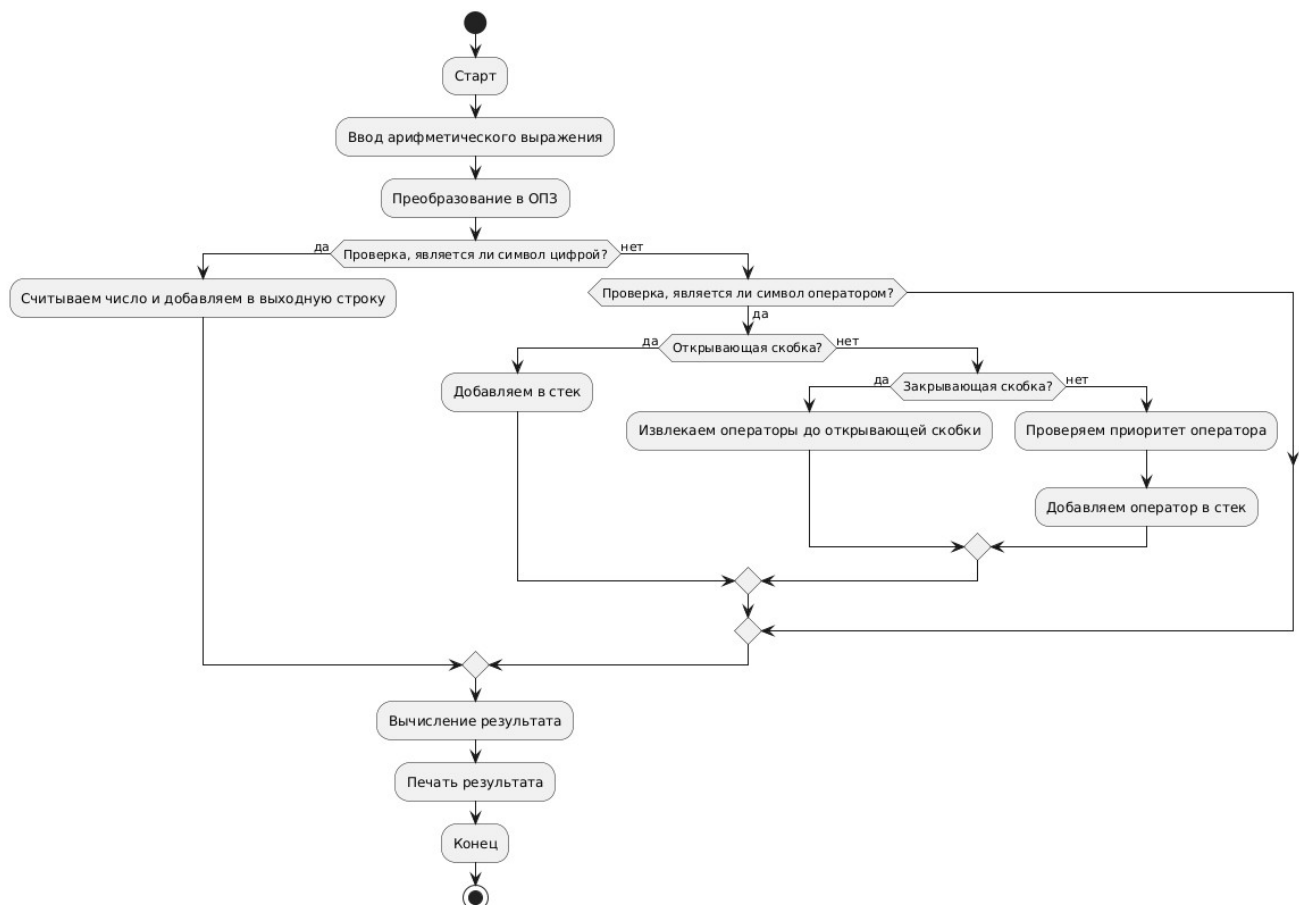 Старт
Ввод арифметического выражения
Преобразование в ОПЗ
да
Проверка, является ли символ цифрой?
нет
Считываем число и добавляем в выходную строку
Проверка, является ли символ оператором?
да
да
Открывающая скобка?
нет
Добавляем в стек
да
Закрывающая скобка?
нет
Извлекаем операторы до открывающей скобки
Проверяем приоритет оператора
Добавляем оператор в стек
Вычисление результата
Печать результата
Конец